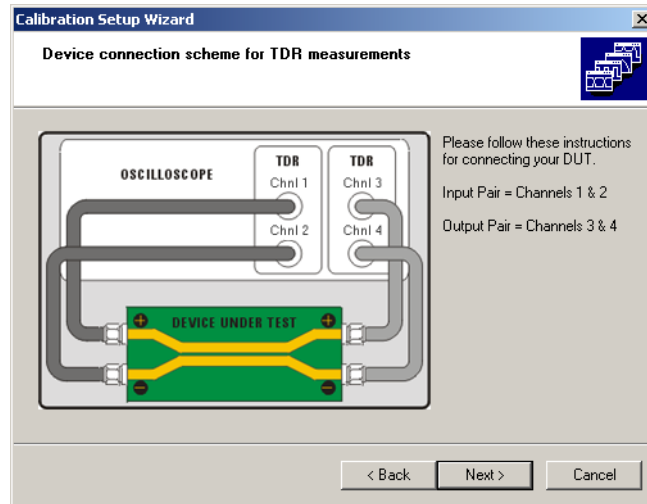 Calibration Setup Wizard
Device connection scheme for TDR measurements
OSCILLOSCOPE
TDR
Chnl 1
Chnl 2
TDR
Chnl 3
Chnl 4
DEVICE UNDER TEST
Please follow these instructions
for connecting your DUT.
Input Pair = Channels 1 & 2
Output Pair = Channels 3 & 4
< Back
Next >
Cancel